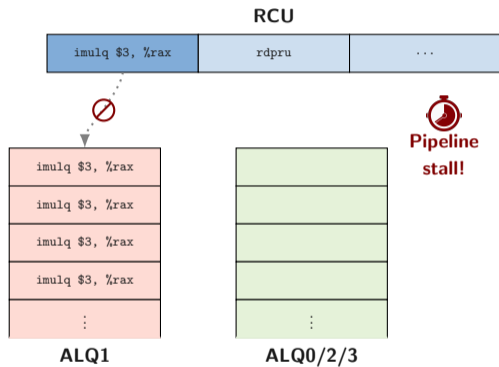 RCU
imulq $3, %rax
rdpru
...
Pipeline
stall!
imulq $3, %rax
imulq $3, %rax
imulq $3, %rax
imulq $3, %rax
⋮
⋮
ALQ1
ALQ0/2/3